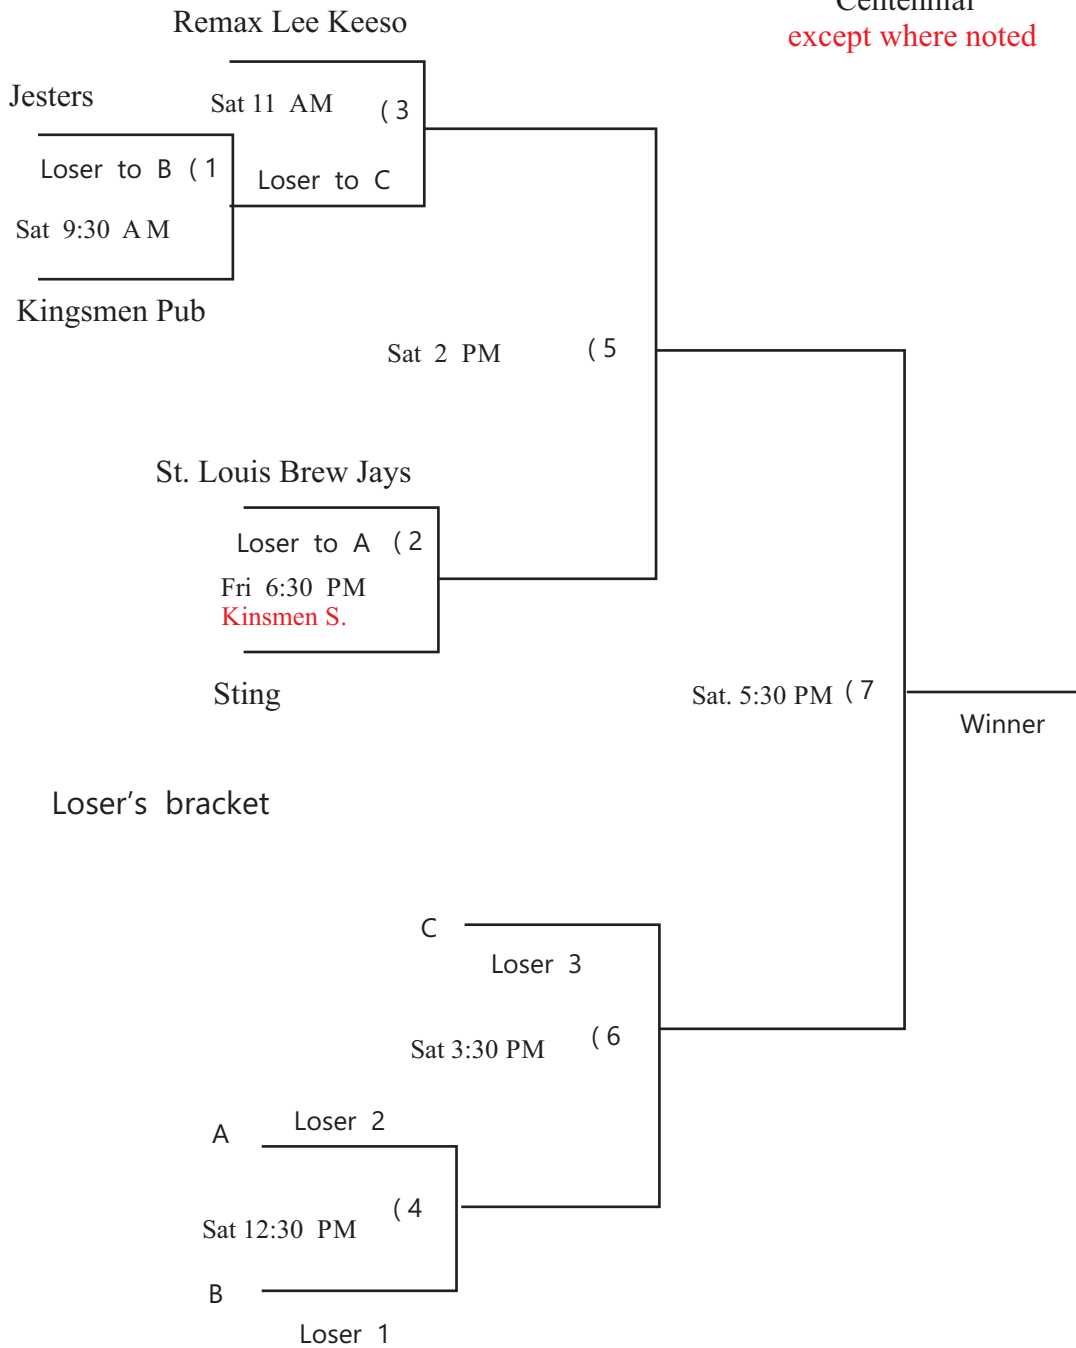 Centennial
except where noted
Remax Lee Keeso
Jesters
Sat 11 AM (3
Loser to B (1
Loser to C
Sat 9:30 AM
Kingsmen Pub
Sat 2 PM (5
St. Louis Brew Jays
Loser to A (2
Fri 6:30 PM
Kinsmen S.
Sting
Sat. 5:30 PM (7
Winner
Loser's bracket
C
Loser 3
Sat 3:30 PM (6
A Loser 2
Sat 12:30 PM (4
B
Loser 1